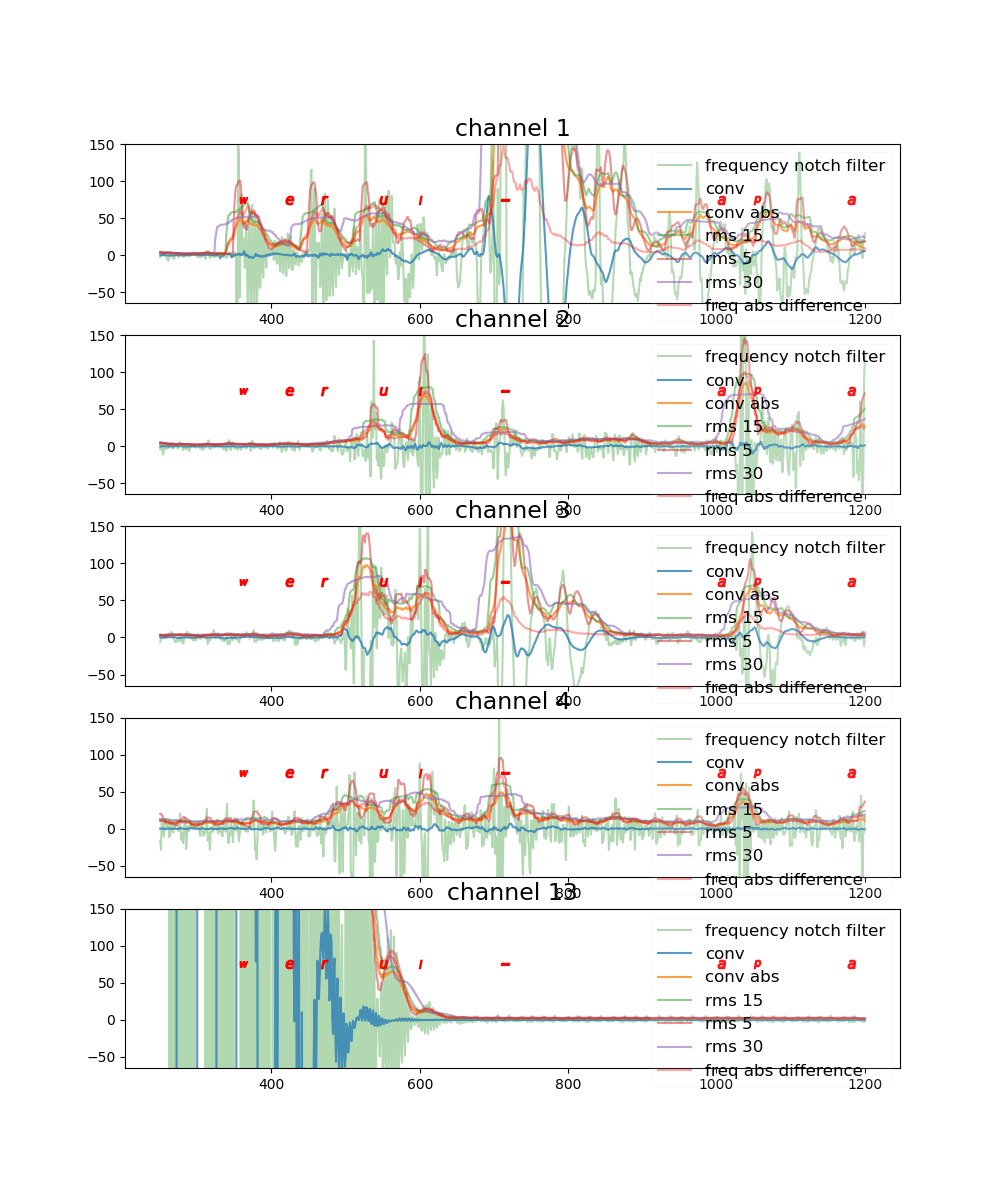 channel 1
150
100
50
0
−50
w e r u i – a p a
frequency notch filter
conv
conv abs
rms 15
rms 5
rms 30
freq abs difference
400 600 800 1000 1200
channel 2
150
100
50
0
−50
w e r u i – a p a
frequency notch filter
conv
conv abs
rms 15
rms 5
rms 30
freq abs difference
400 600 800 1000 1200
channel 3
150
100
50
0
−50
w e r u i – a p a
frequency notch filter
conv
conv abs
rms 15
rms 5
rms 30
freq abs difference
400 600 800 1000 1200
channel 4
150
100
50
0
−50
w e r u i – a p a
frequency notch filter
conv
conv abs
rms 15
rms 5
rms 30
freq abs difference
400 600 800 1000 1200
channel 13
150
100
50
0
−50
w e r u i – a p a
frequency notch filter
conv
conv abs
rms 15
rms 5
rms 30
freq abs difference
400 600 800 1000 1200